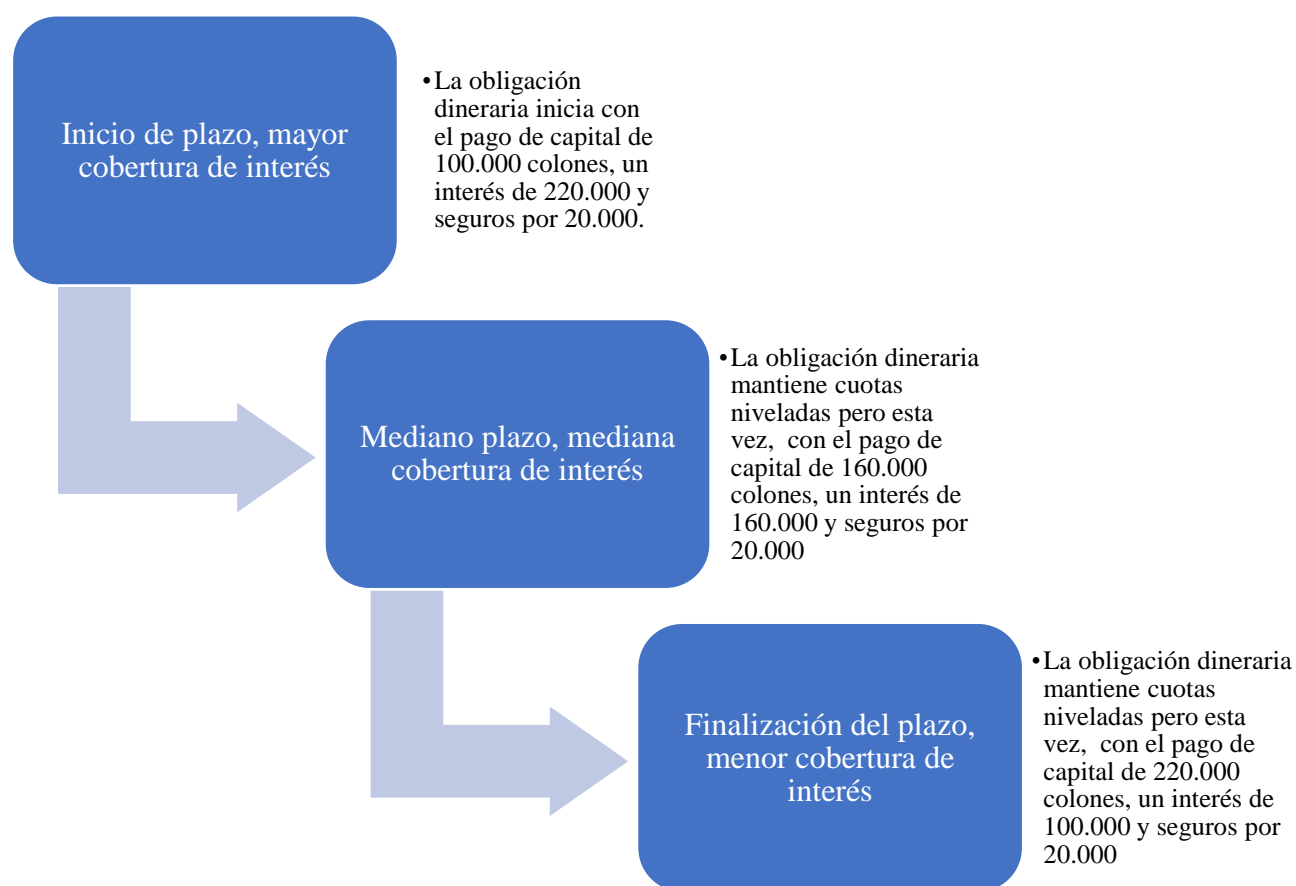 Inicio de plazo, mayor
cobertura de interés
•La obligación
dineraria inicia con
el pago de capital de
100.000 colones, un
interés de 220.000 y
seguros por 20.000.
Mediano plazo, mediana
cobertura de interés
•La obligación dineraria
mantiene cuotas
niveladas pero esta
vez, con el pago de
capital de 160.000
colones, un interés de
160.000 y seguros por
20.000
Finalización del plazo,
menor cobertura de
interés
•La obligación dineraria
mantiene cuotas
niveladas pero esta
vez, con el pago de
capital de 220.000
colones, un interés de
100.000 y seguros por
20.000